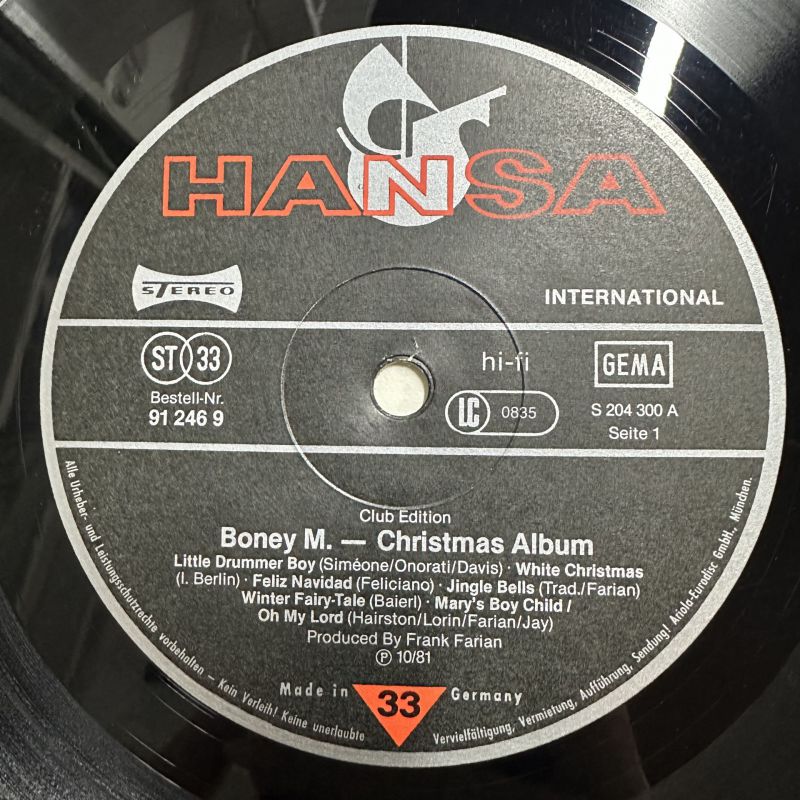 HANSA
STEREO
INTERNATIONAL
ST 33
hi-fi
GEMA
Bestell-Nr.
91 246 9
LC 0835
S 204 300 A
Seite 1
Club Edition
Boney M. — Christmas Album
Little Drummer Boy (Siméone/Onorati/Davis) · White Christmas
(I. Berlin) · Feliz Navidad (Feliciano) · Jingle Bells (Trad./Farian)
Winter Fairy-Tale (Baierl) · Mary's Boy Child /
Oh My Lord (Hairston/Lorin/Farian/Jay)
Produced By Frank Farian
Ⓟ 10/81
Made in 33 Germany
Alle Urheber- und Leistungsschutzrechte vorbehalten – Kein Verleih! Keine unerlaubte Vervielfältigung, Vermietung, Aufführung, Sendung! Ariola-Eurodisc GmbH., München.